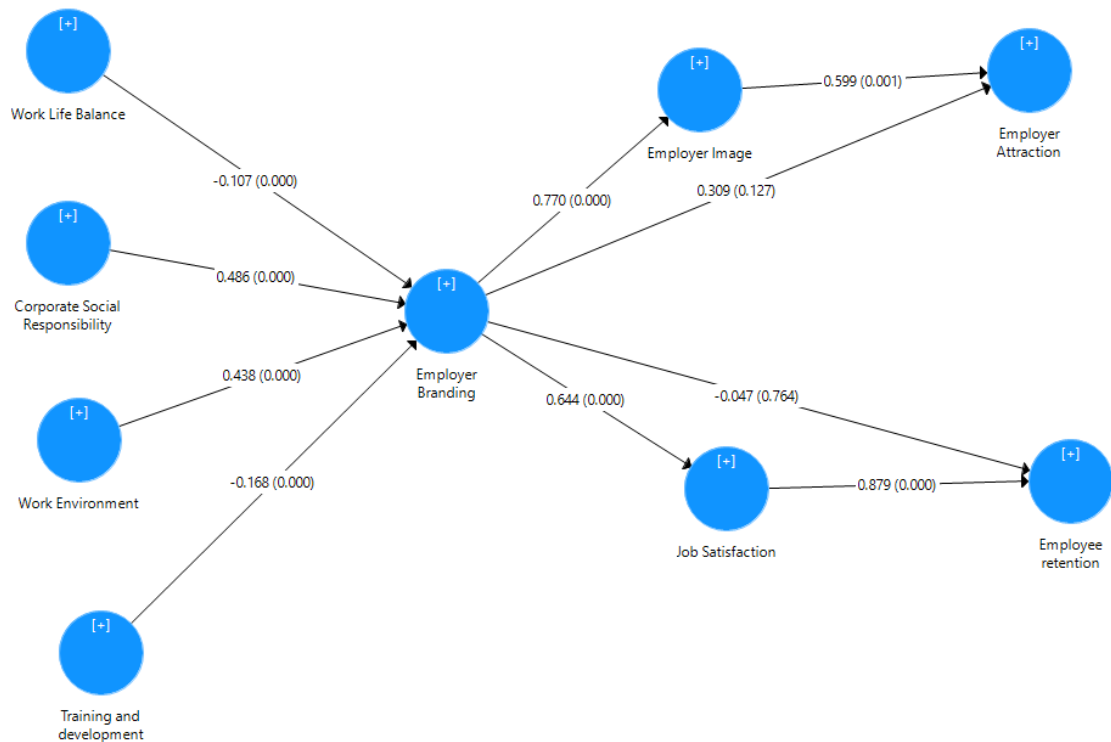 [+]
Work Life Balance
[+]
Corporate Social
Responsibility
[+]
Work Environment
[+]
Training and
development
-0.107 (0.000)
0.486 (0.000)
0.438 (0.000)
-0.168 (0.000)
[+]
Employer
Branding
0.770 (0.000)
0.309 (0.127)
0.644 (0.000)
-0.047 (0.764)
[+]
Employer Image
0.599 (0.001)
[+]
Employer
Attraction
[+]
Job Satisfaction
0.879 (0.000)
[+]
Employee
retention